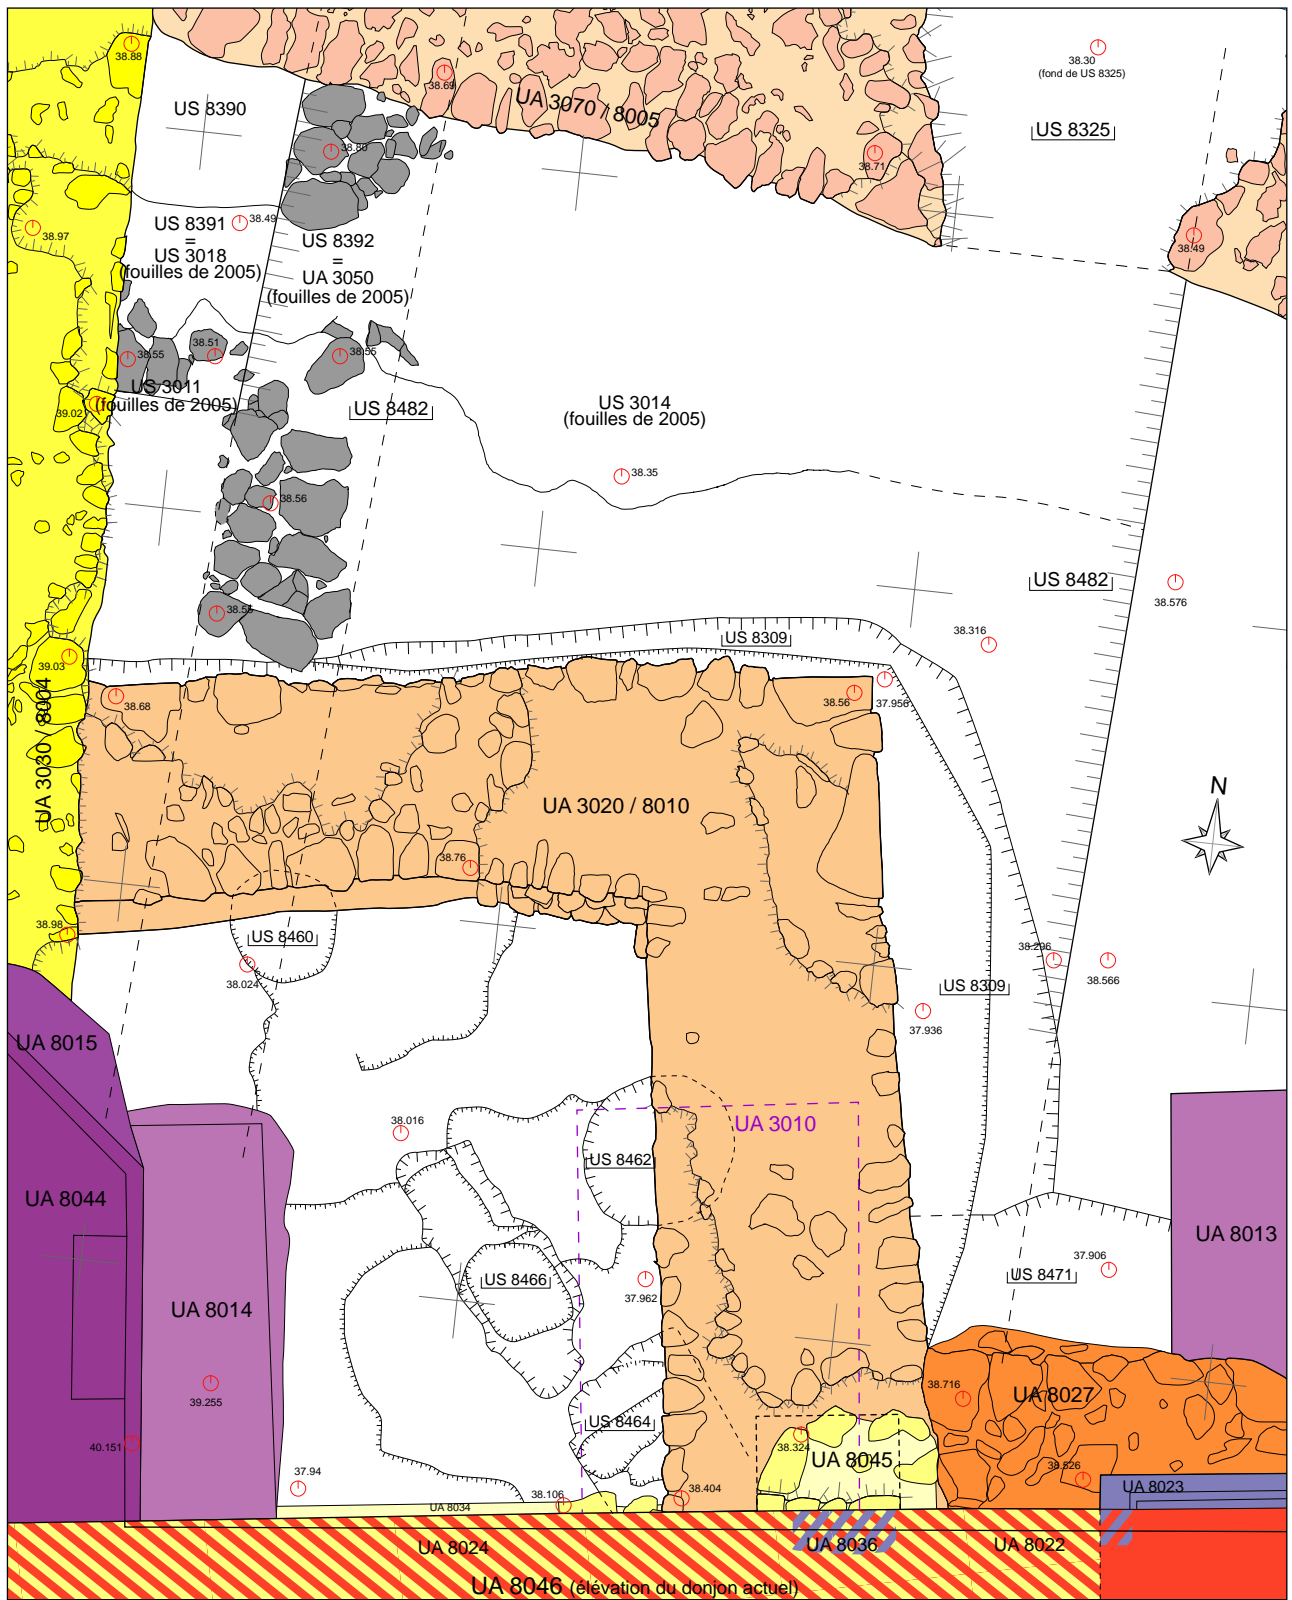 38.88
38.30
(fond de US 8325)
38.69
UA 3070 / 8005
US 8390
US 8325
38.80
38.71
38.97
US 8391
=
US 3018
(fouilles de 2005)
38.49
US 8392
=
UA 3050
(fouilles de 2005)
38.49
38.51
38.55
38.55
US 3011
(fouilles de 2005)
39.02
US 8482
US 3014
(fouilles de 2005)
38.35
38.56
US 8482
38.576
38.55
38.316
US 8309
39.03
38.68
38.56
37.956
UA 3030 / 8004
UA 3020 / 8010
N
38.76
38.98
US 8460
38.024
38.296
38.566
US 8309
37.936
UA 8015
38.016
UA 3010
US 8462
UA 8044
UA 8013
37.906
US 8471
US 8466
37.962
UA 8014
39.255
38.716
UA 8027
US 8464
40.151
38.324
UA 8045
37.94
38.526
38.106
38.404
UA 8023
UA 8034
UA 8024
UA 8036
UA 8022
UA 8046 (élévation du donjon actuel)